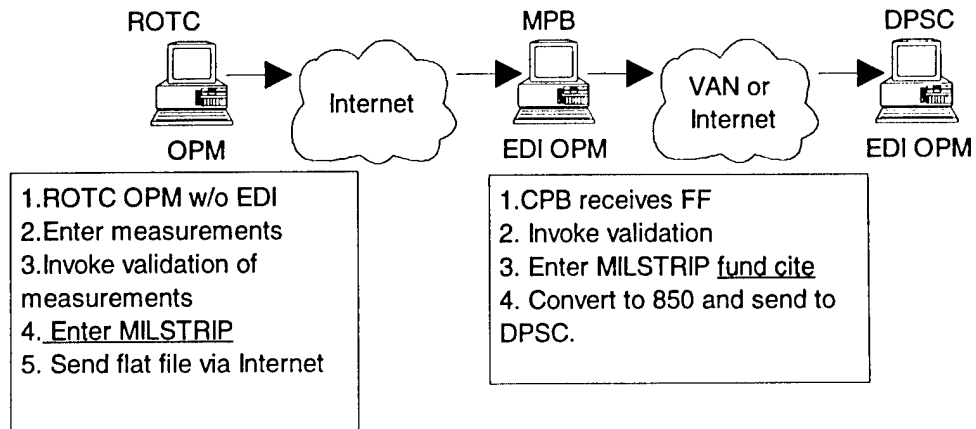 ROTC
MPB
DPSC
Internet
VAN or
Internet
OPM
EDI OPM
EDI OPM
1.ROTC OPM w/o EDI
2.Enter measurements
3.Invoke validation of
measurements
4. Enter MILSTRIP
5. Send flat file via Internet
1.CPB receives FF
2. Invoke validation
3. Enter MILSTRIP fund cite
4. Convert to 850 and send to
DPSC.